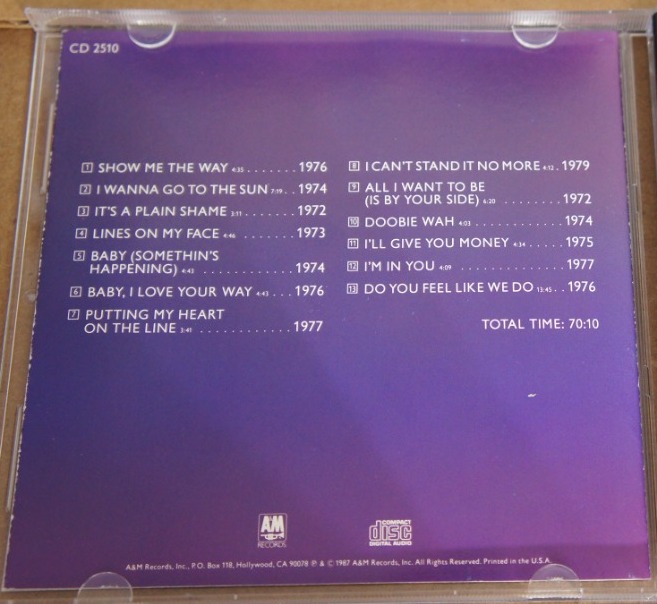 CD 2510
1 SHOW ME THE WAY 4:35 . . . . . . . 1976
2 I WANNA GO TO THE SUN 7:19 . . 1974
3 IT'S A PLAIN SHAME 3:11 . . . . . . . 1972
4 LINES ON MY FACE 4:46 . . . . . . . . 1973
5 BABY (SOMETHIN'S
HAPPENING) 4:43 . . . . . . . . . . . 1974
6 BABY, I LOVE YOUR WAY 4:43 . . . 1976
7 PUTTING MY HEART
ON THE LINE 3:41 . . . . . . . . . . . . 1977
8 I CAN'T STAND IT NO MORE 4:12 . 1979
9 ALL I WANT TO BE
(IS BY YOUR SIDE) 6:20 . . . . . . . . 1972
10 DOOBIE WAH 4:03 . . . . . . . . . . . 1974
11 I'LL GIVE YOU MONEY 4:34 . . . . . 1975
12 I'M IN YOU 4:09 . . . . . . . . . . . . . 1977
13 DO YOU FEEL LIKE WE DO 13:45 . . 1976
TOTAL TIME: 70:10
A&M
RECORDS
COMPACT
disc
DIGITAL AUDIO
A&M Records, Inc., P.O. Box 118, Hollywood, CA 90078 ℗ & © 1987 A&M Records, Inc. All Rights Reserved. Printed in the U.S.A.